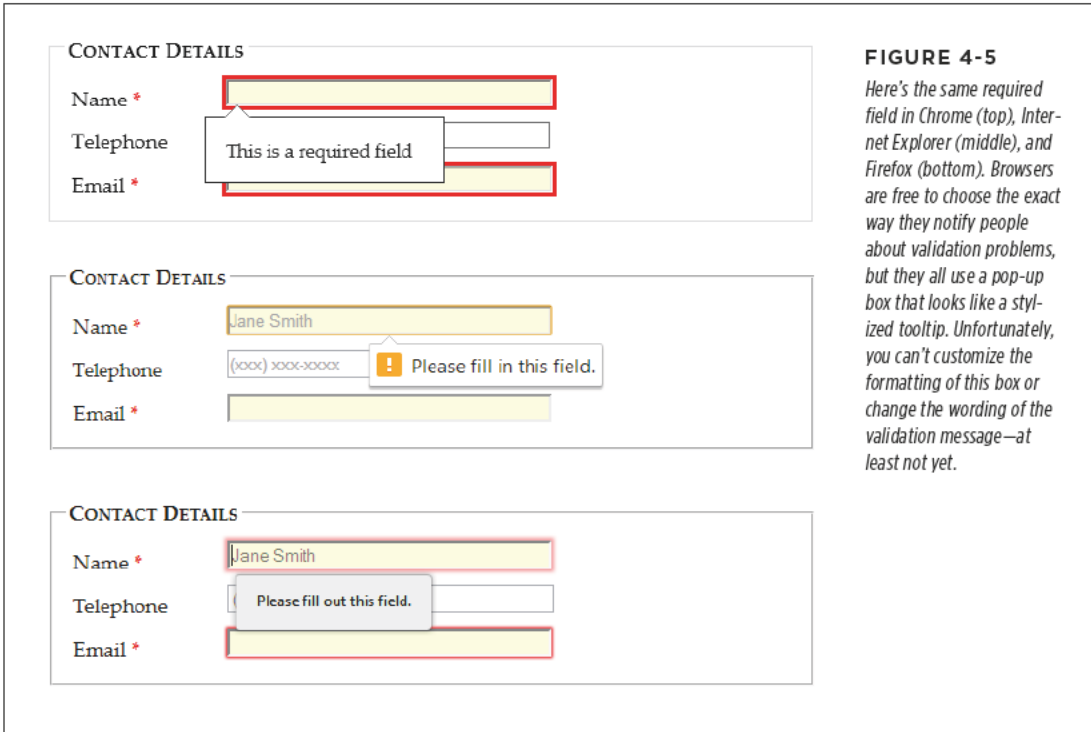 CONTACT DETAILS
Name *
This is a required field
Telephone
Email *
CONTACT DETAILS
Name *
Jane Smith
Telephone
(xxx) xxx-xxxx
Please fill in this field.
Email *
CONTACT DETAILS
Name *
Jane Smith
Telephone
(
Please fill out this field.
Email *
FIGURE 4-5
Here's the same required
field in Chrome (top), Inter-
net Explorer (middle), and
Firefox (bottom). Browsers
are free to choose the exact
way they notify people
about validation problems,
but they all use a pop-up
box that looks like a styl-
ized tooltip. Unfortunately,
you can't customize the
formatting of this box or
change the wording of the
validation message—at
least not yet.